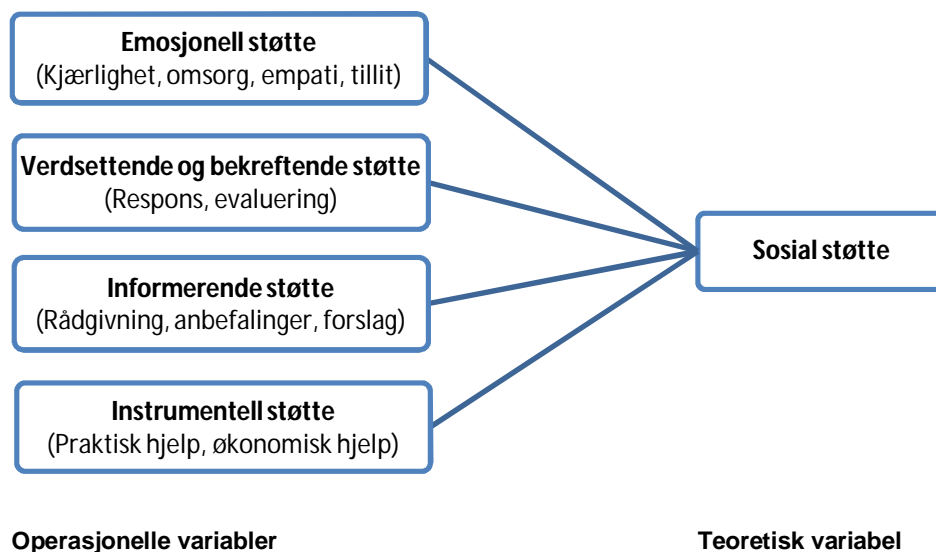 Emosjonell støtte
(Kjærlighet, omsorg, empati, tillit)
Verdsettende og bekreftende støtte
(Respons, evaluering)
Informerende støtte
(Rådgivning, anbefalinger, forslag)
Instrumentell støtte
(Praktisk hjelp, økonomisk hjelp)
Sosial støtte
Operasjonelle variabler
Teoretisk variabel